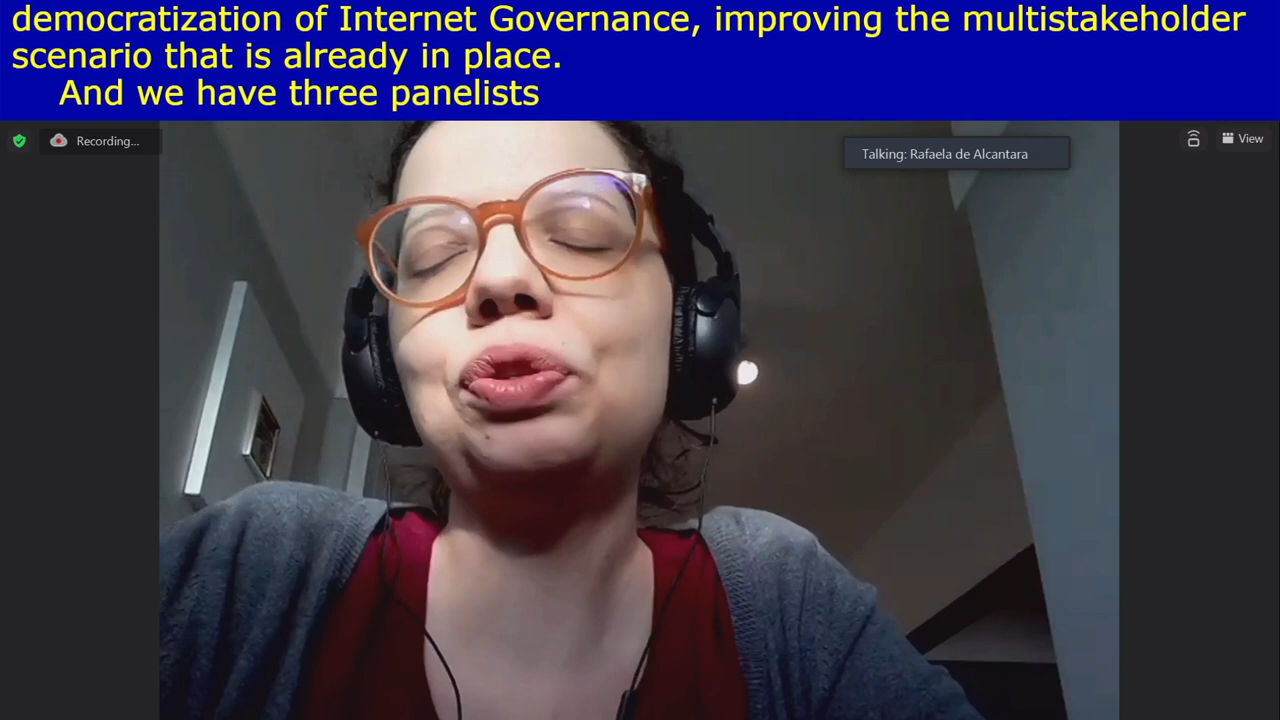 democratization of Internet Governance, improving the multistakeholder
scenario that is already in place.
And we have three panelists
Recording...
Talking: Rafaela de Alcantara
View